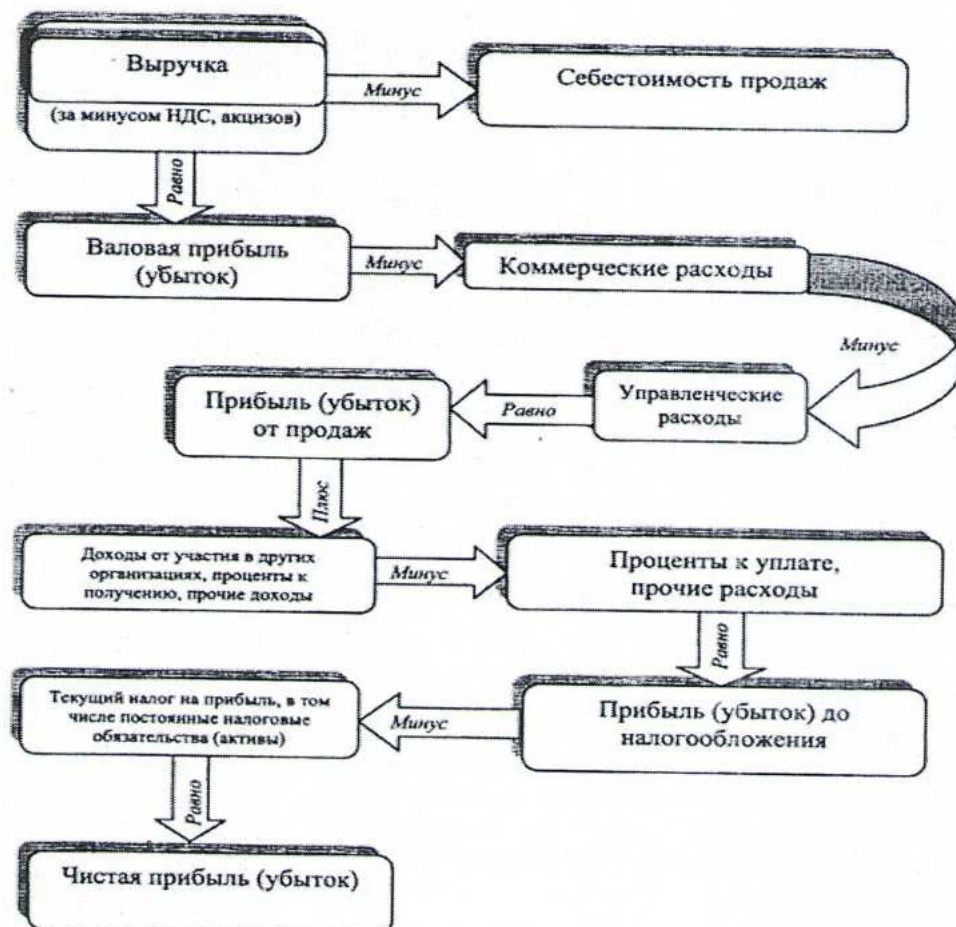 Выручка
(за минусом НДС, акцизов)
Минус
Себестоимость продаж
Равно
Валовая прибыль
(убыток)
Минус
Коммерческие расходы
Минус
Управленческие
расходы
Равно
Прибыль (убыток)
от продаж
Плюс
Доходы от участия в других
организациях, проценты к
получению, прочие доходы
Минус
Проценты к уплате,
прочие расходы
Равно
Прибыль (убыток) до
налогообложения
Минус
Текущий налог на прибыль, в том
числе постоянные налоговые
обязательства (активы)
Равно
Чистая прибыль (убыток)